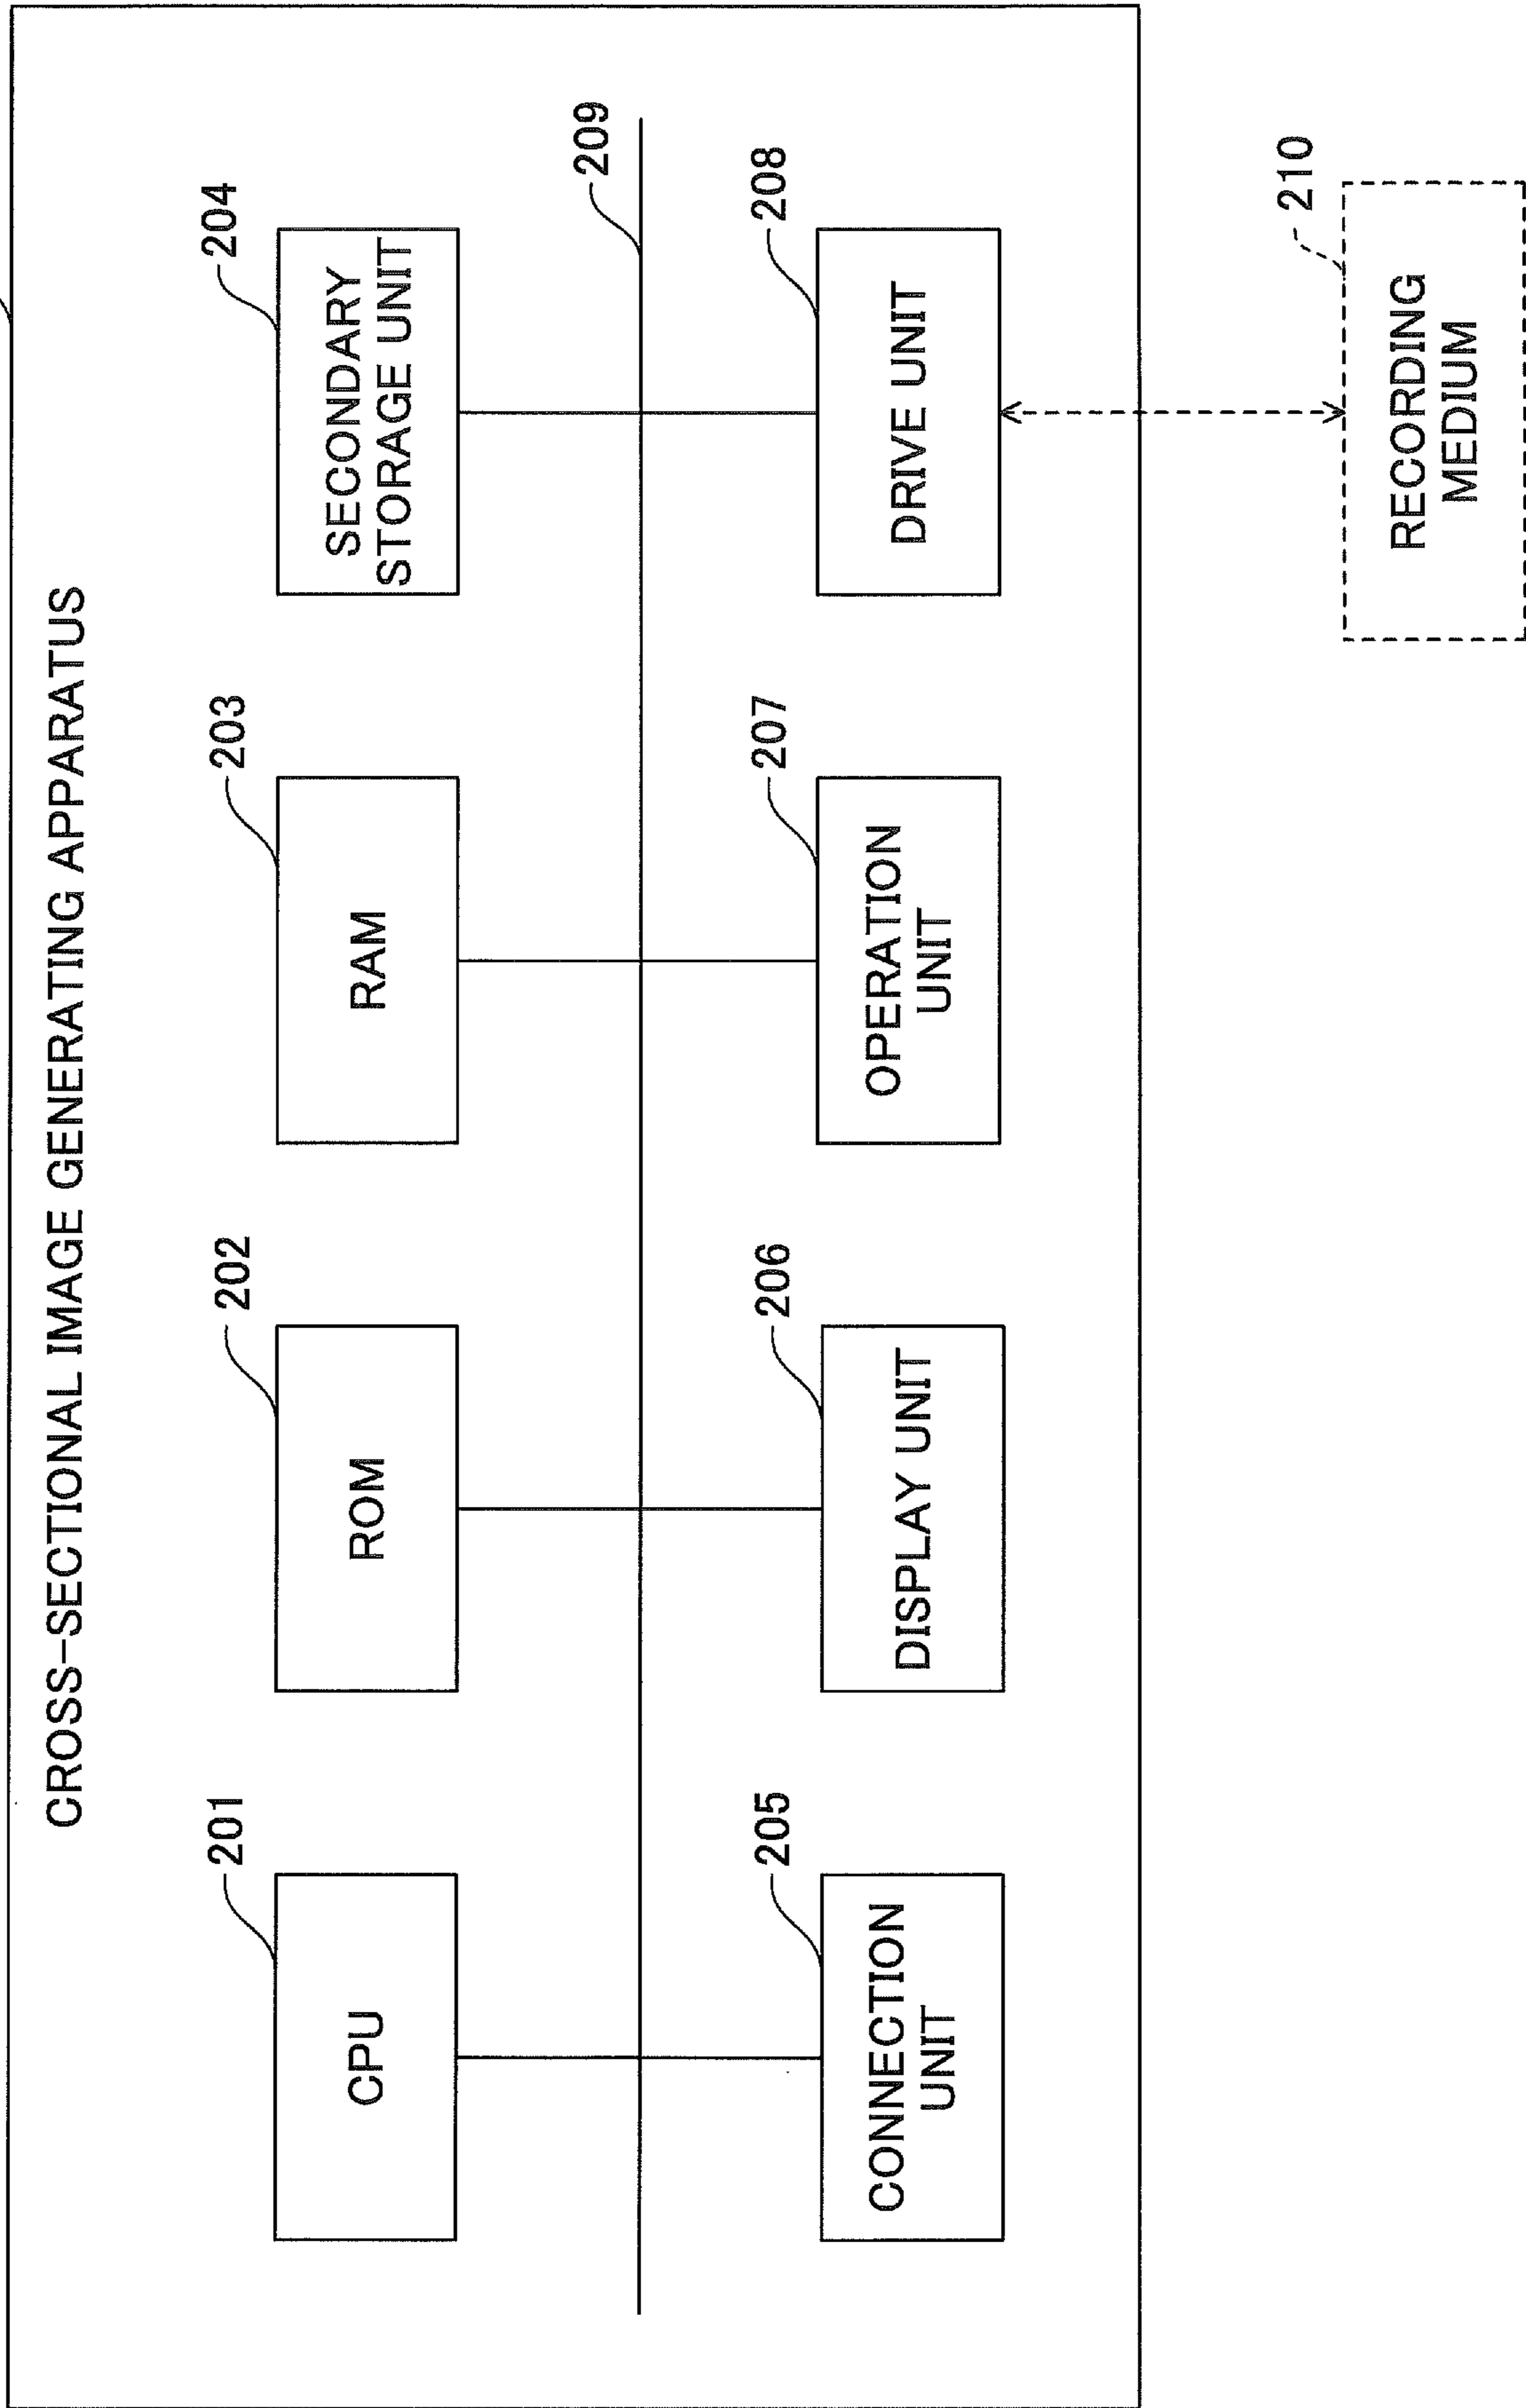 CROSS-SECTIONAL IMAGE GENERATING APPARATUS
201
CPU
202
ROM
203
RAM
204
SECONDARY
STORAGE UNIT
209
205
CONNECTION
UNIT
206
DISPLAY UNIT
207
OPERATION
UNIT
208
DRIVE UNIT
210
RECORDING
MEDIUM